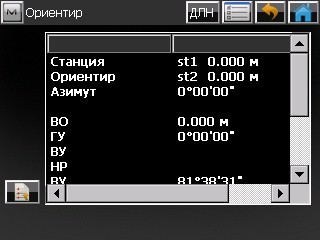 M Ориентир ДЛН
Станция st1 0.000 м
Ориентир st2 0.000 м
Азимут 0°00'00"
ВО 0.000 м
ГУ 0°00'00"
ВУ
НР
ВУ 81°38'31"